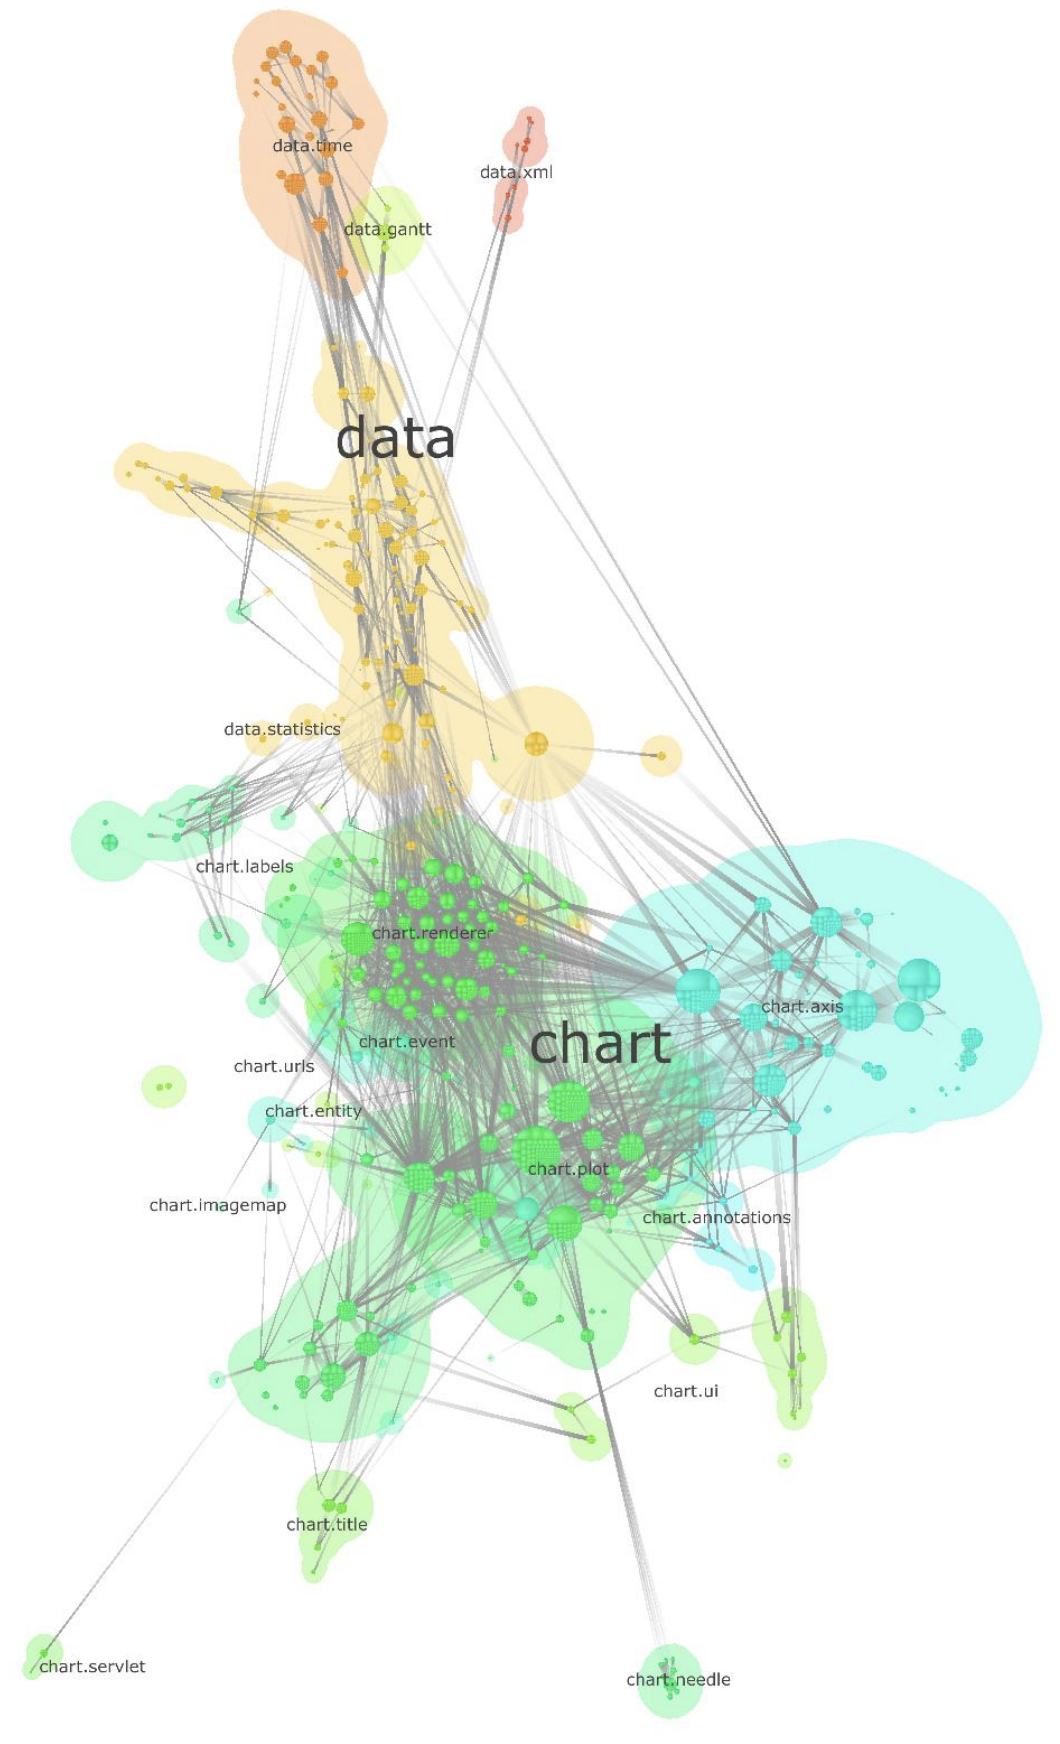 data.time
data.xml
data.gantt
data
data.statistics
chart.labels
chart.renderer
chart.axis
chart.event
chart
chart.urls
chart.entity
chart.plot
chart.imagemap
chart.annotations
chart.ui
chart.title
chart.servlet
chart.needle